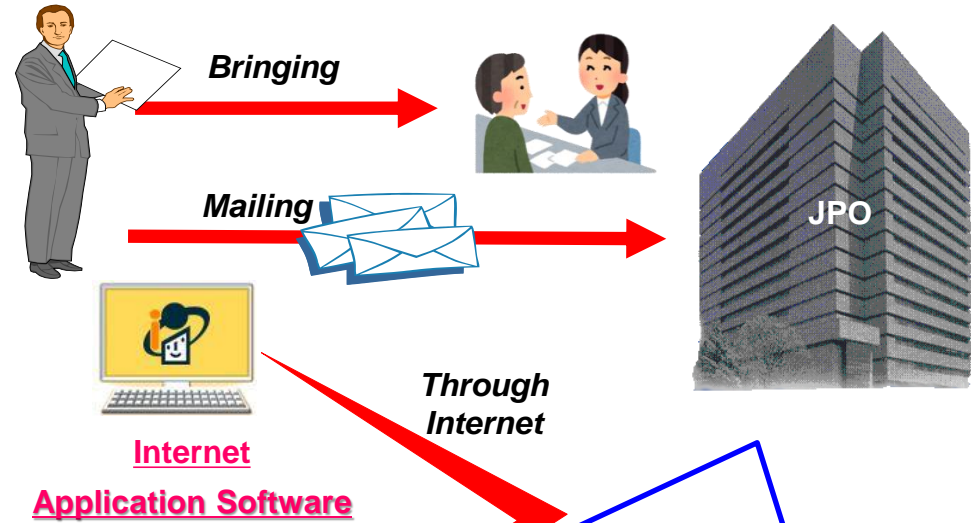 Bringing
Mailing
JPO
Through
Internet
Internet
Application Software